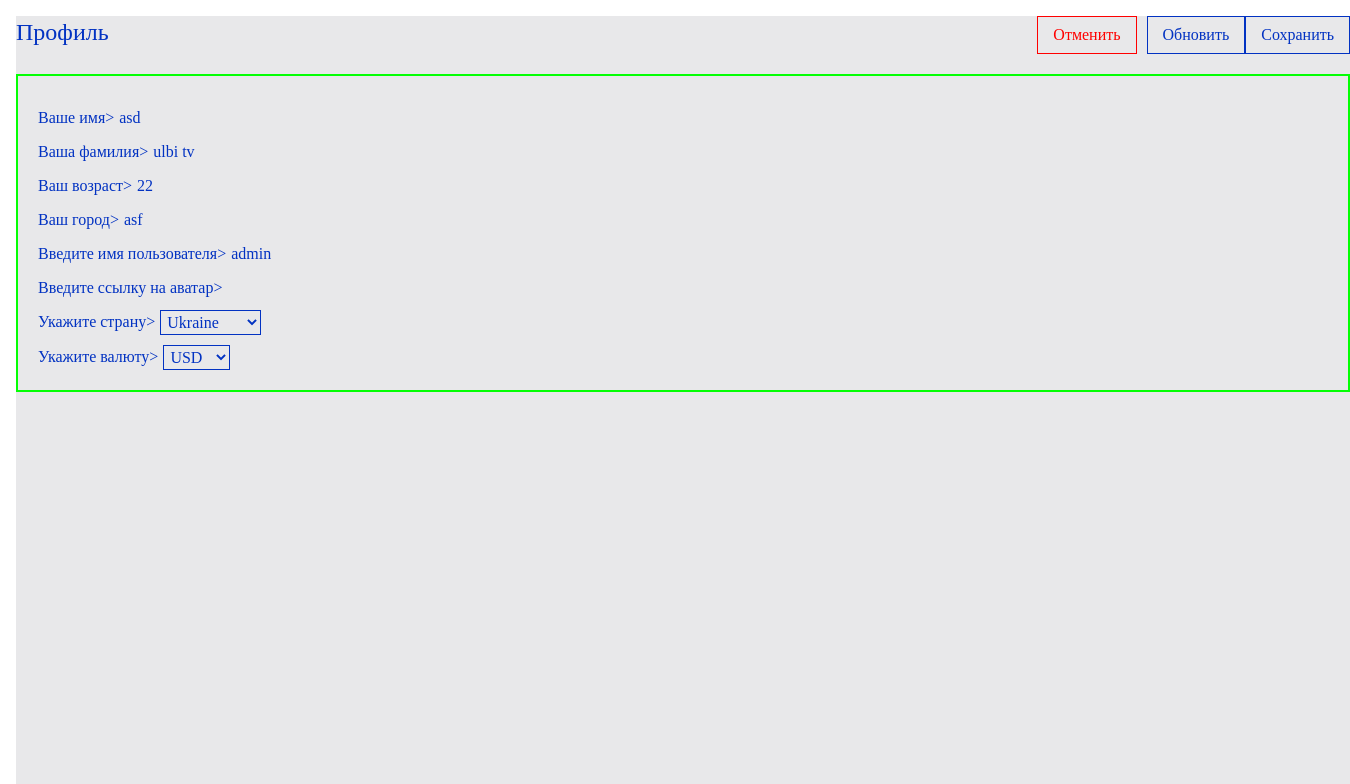 Профиль
Отменить
Обновить
Сохранить
Ваше имя> asd
Ваша фамилия> ulbi tv
Ваш возраст> 22
Ваш город> asf
Введите имя пользователя> admin
Введите ссылку на аватар>
Укажите страну> Ukraine
Укажите валюту> USD